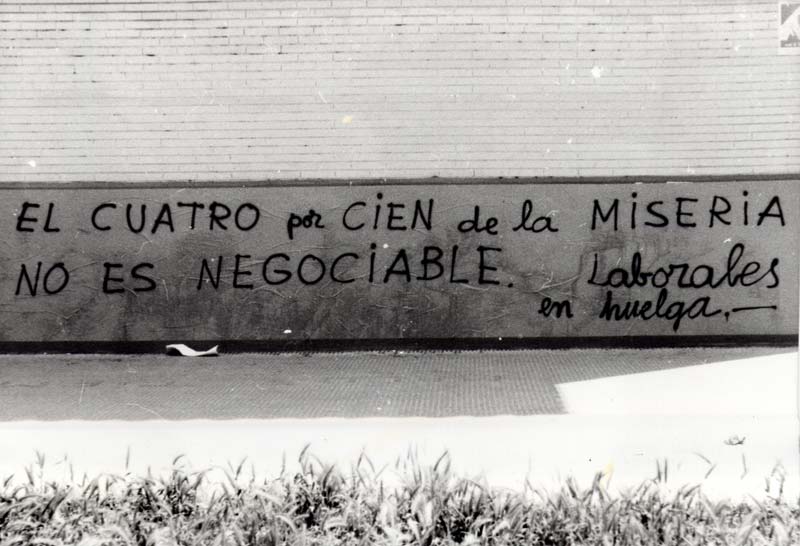 EL CUATRO por CiEN de la MiSERiA
NO ES NEGOCiABLE. Laborales
en huelga.—